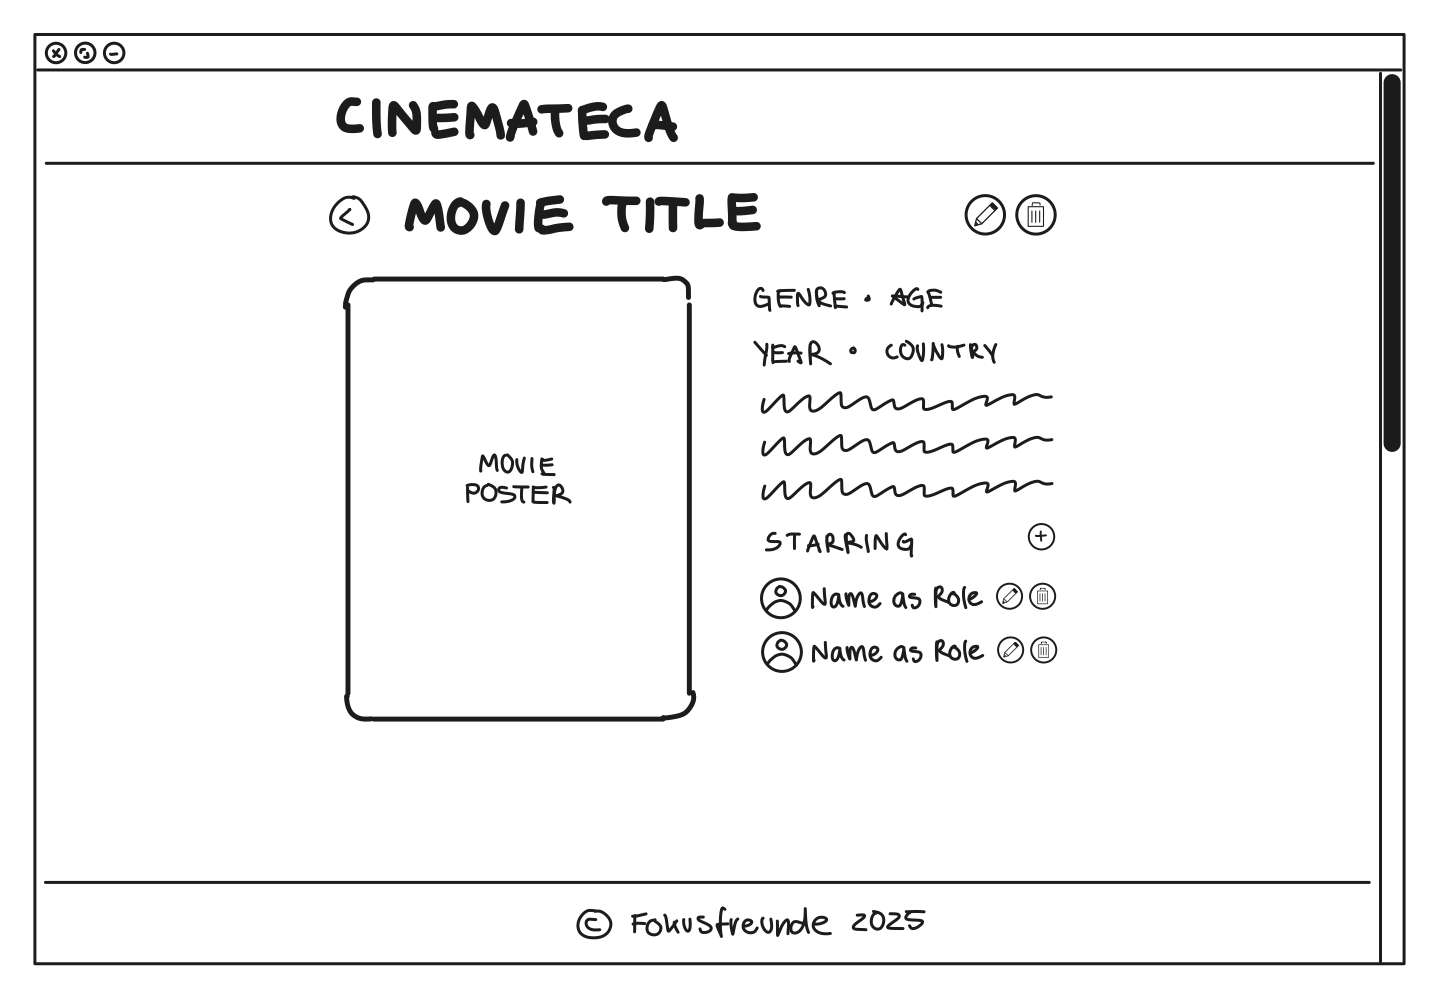 CINEMATECA
MOVIE TITLE
MOVIE
POSTER
GENRE • AGE
YEAR • COUNTRY
STARRING
Name as Role
Name as Role
© Fokusfreunde 2025